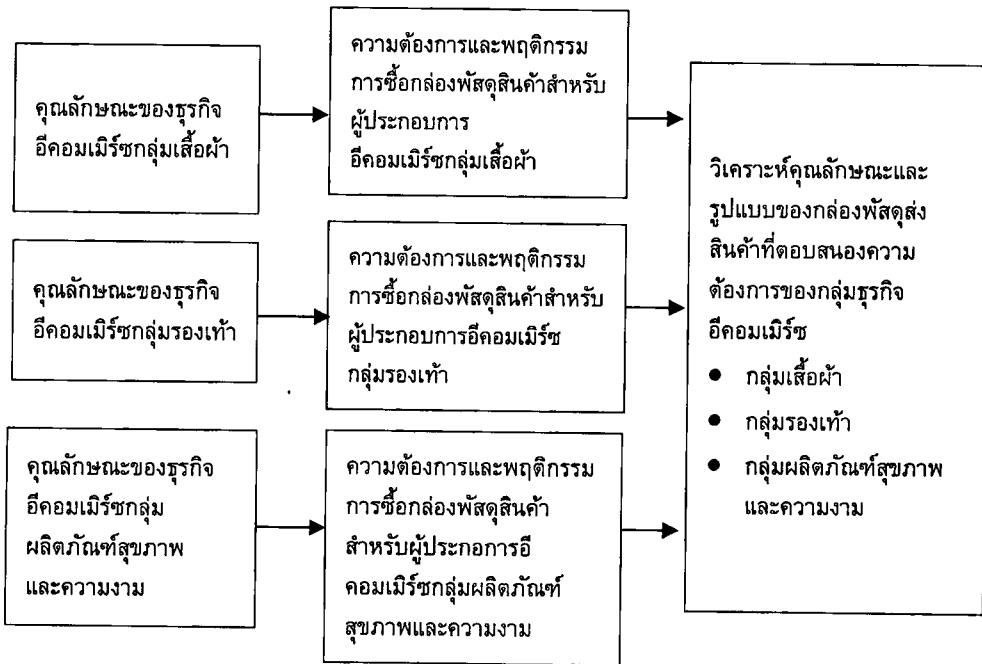 คุณลักษณะของธุรกิจ
อีคอมเมิร์ซกลุ่มเสื้อผ้า
ความต้องการและพฤติกรรม
การซื้อกล่องพัสดุสินค้าสำหรับ
ผู้ประกอบการ
อีคอมเมิร์ซกลุ่มเสื้อผ้า
คุณลักษณะของธุรกิจ
อีคอมเมิร์ซกลุ่มรองเท้า
ความต้องการและพฤติกรรม
การซื้อกล่องพัสดุสินค้าสำหรับ
ผู้ประกอบการอีคอมเมิร์ซ
กลุ่มรองเท้า
คุณลักษณะของธุรกิจ
อีคอมเมิร์ซกลุ่ม
ผลิตภัณฑ์สุขภาพ
และความงาม
ความต้องการและพฤติกรรม
การซื้อกล่องพัสดุสินค้า
สำหรับผู้ประกอการอี
คอมเมิร์ซกลุ่มผลิตภัณฑ์
สุขภาพและความงาม
วิเคราะห์คุณลักษณะและ
รูปแบบของกล่องพัสดุส่ง
สินค้าที่ตอบสนองความ
ต้องการของกลุ่มธุรกิจ
อีคอมเมิร์ซ
● กลุ่มเสื้อผ้า
● กลุ่มรองเท้า
● กลุ่มผลิตภัณฑ์สุขภาพ
และความงาม